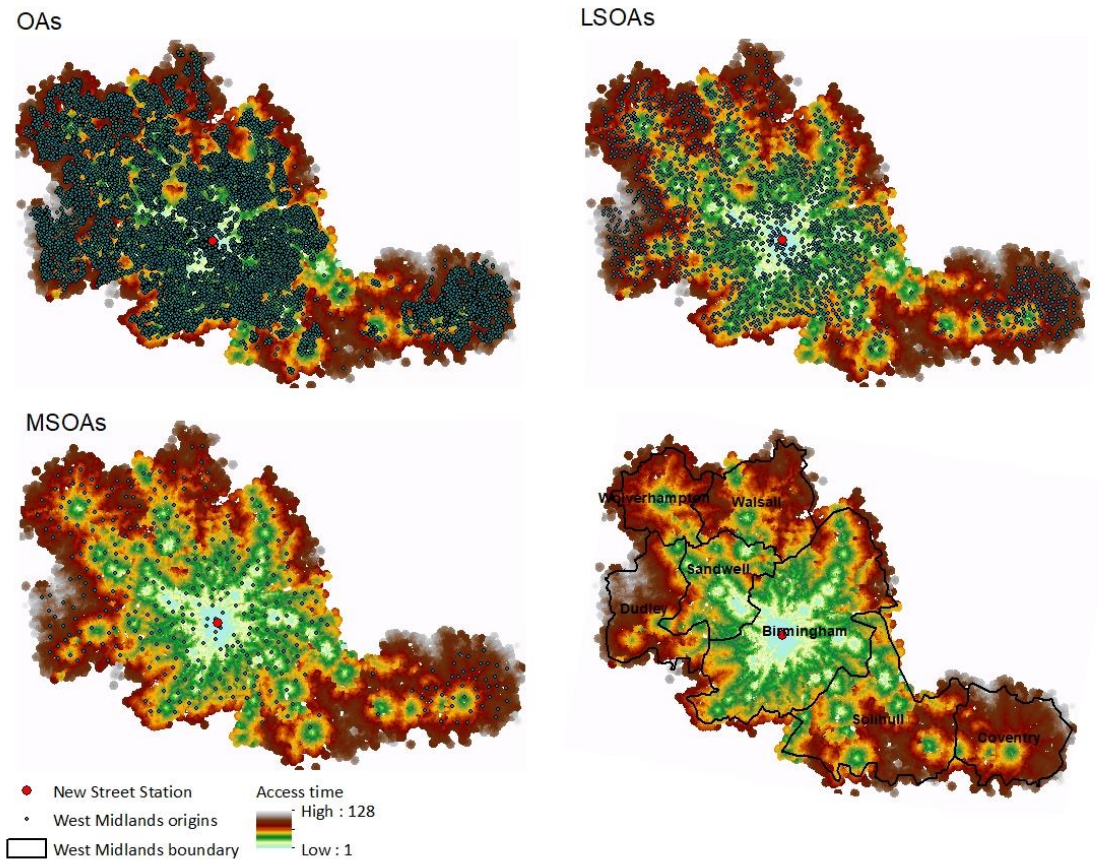 OAs
LSOAs
MSOAs
Wolverhampton
Walsall
Sandwell
Dudley
Birmingham
Solihull
Coventry
New Street Station
West Midlands origins
West Midlands boundary
Access time
High : 128
Low : 1